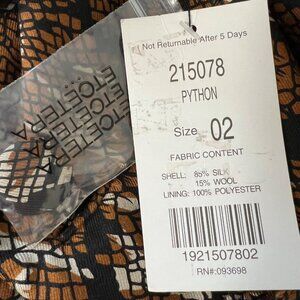 Not Returnable After 5 Days
215078
PYTHON
Size 02
FABRIC CONTENT
SHELL: 85% SILK
15% WOOL
LINING: 100% POLYESTER
1921507802
RN#:093698
ETCETERA
ETCETERA
ETCETERA